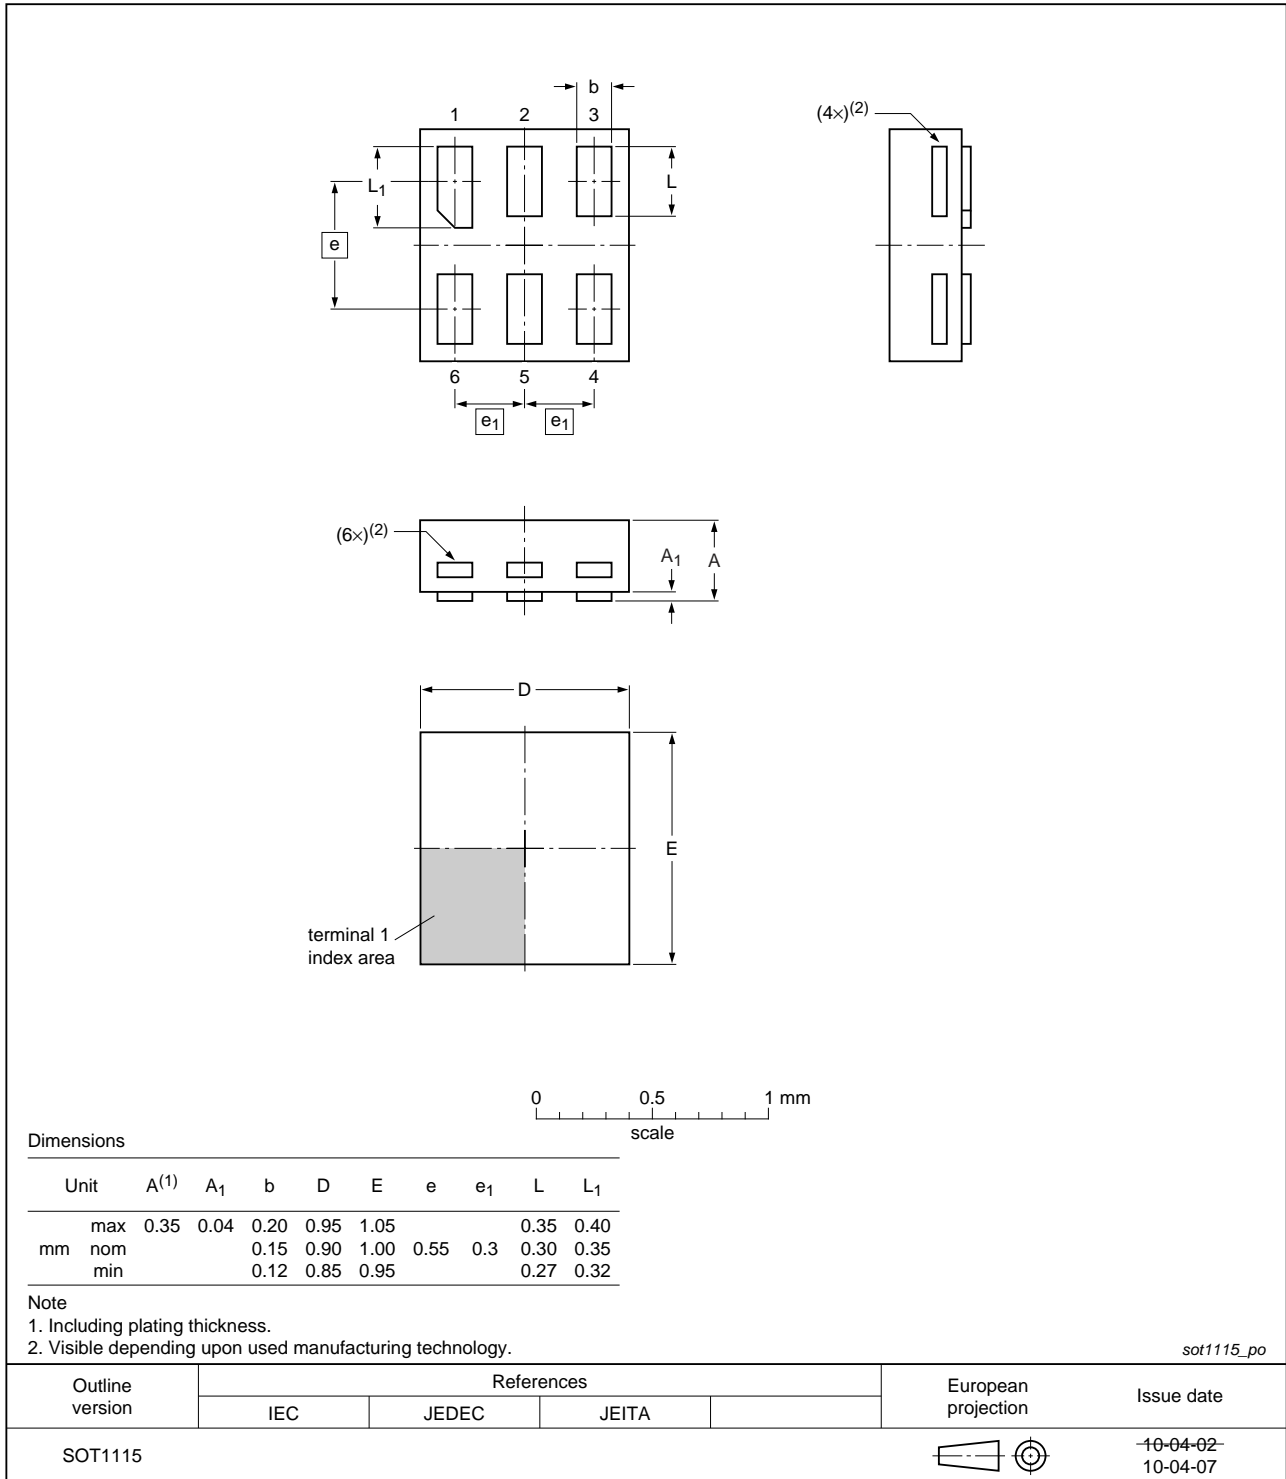 b
1 2 3
(4×)(2)
L1
L
e
6 5 4
e1 e1
(6×)(2)
A1 A
D
E
terminal 1
index area
0 0.5 1 mm
scale
Dimensions
Unit A(1) A1 b D E e e1 L L1
max 0.35 0.04 0.20 0.95 1.05 0.35 0.40
mm nom 0.15 0.90 1.00 0.55 0.3 0.30 0.35
min 0.12 0.85 0.95 0.27 0.32
Note
1. Including plating thickness.
2. Visible depending upon used manufacturing technology.
sot1115_po
Outline
version
References
IEC JEDEC JEITA
European
projection
Issue date
SOT1115
10-04-02
10-04-07